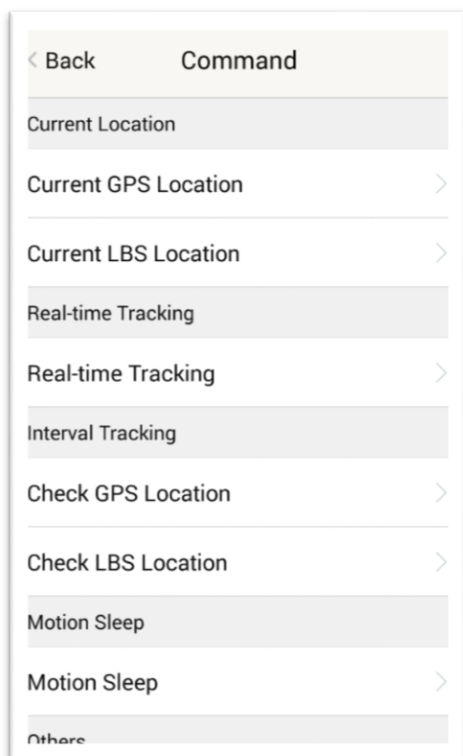 Back Command
Current Location
Current GPS Location
Current LBS Location
Real-time Tracking
Real-time Tracking
Interval Tracking
Check GPS Location
Check LBS Location
Motion Sleep
Motion Sleep
Others